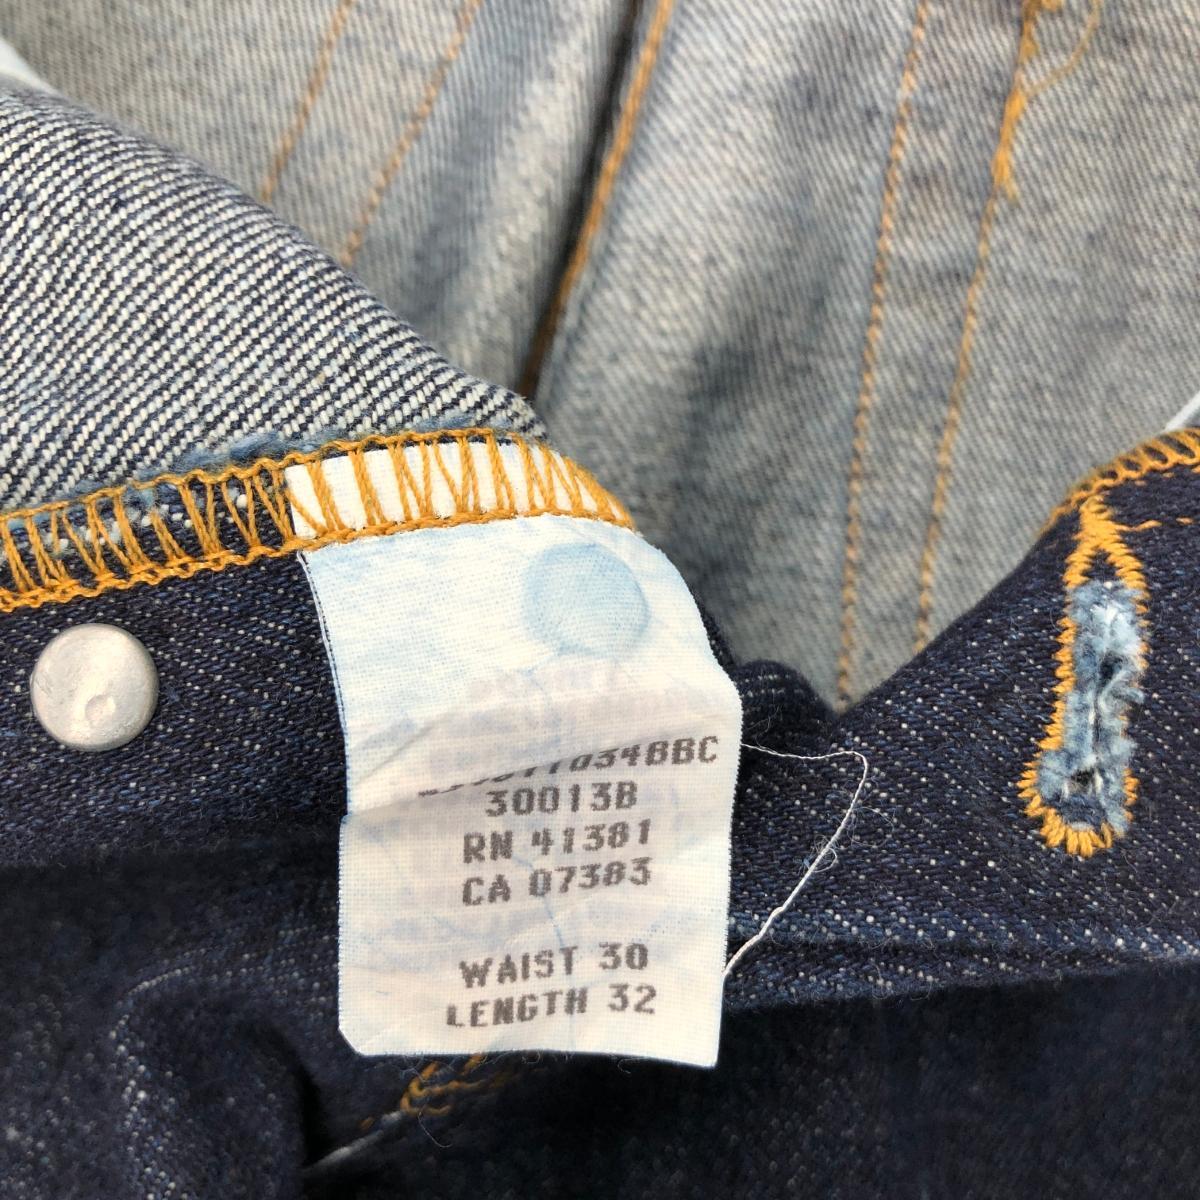 30013B
RN 41381
CA 07383
WAIST 30
LENGTH 32